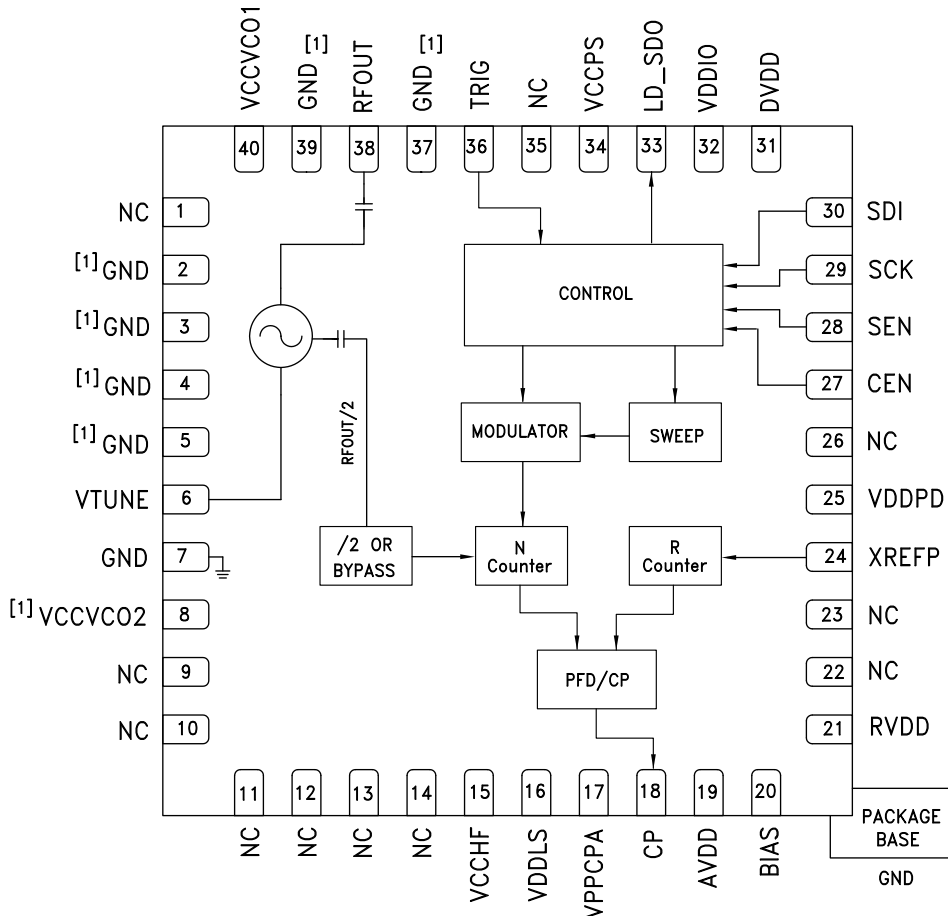 VCCVCO1
GND [1]
RFOUT
GND [1]
TRIG
NC
VCCPS
LD_SDO
VDDIO
DVDD
40
39
38
37
36
35
34
33
32
31
NC 1
[1] GND 2
[1] GND 3
[1] GND 4
[1] GND 5
VTUNE 6
GND 7
[1] VCCVCO2 8
NC 9
NC 10
30 SDI
29 SCK
28 SEN
27 CEN
26 NC
25 VDDPD
24 XREFP
23 NC
22 NC
21 RVDD
CONTROL
MODULATOR
SWEEP
RFOUT/2
/2 OR
BYPASS
N
Counter
R
Counter
PFD/CP
11
12
13
14
15
16
17
18
19
20
NC
NC
NC
NC
VCCHF
VDDLS
VPPCPA
CP
AVDD
BIAS
PACKAGE
BASE
GND